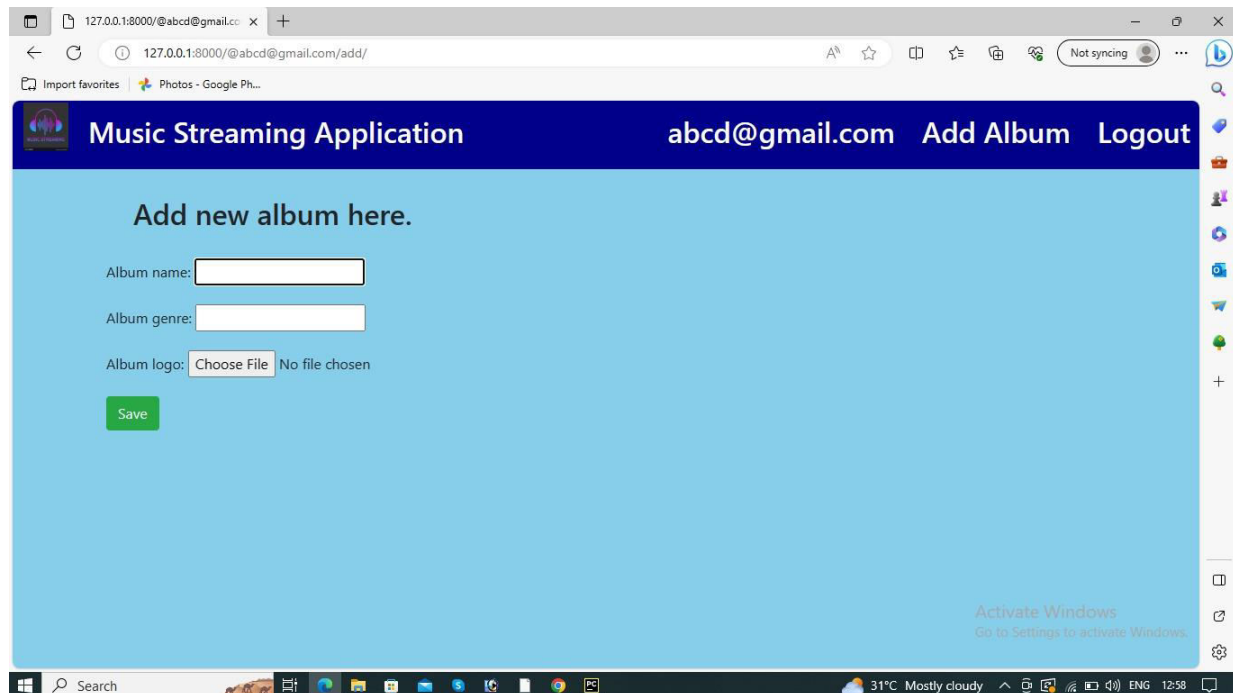 127.0.0.1:8000/@abcd@gmail.co
127.0.0.1:8000/@abcd@gmail.com/add/
Not syncing
Import favorites
Photos - Google Ph...
Music Streaming Application
abcd@gmail.com Add Album Logout
Add new album here.
Album name:
Album genre:
Album logo: Choose File No file chosen
Save
Activate Windows
Go to Settings to activate Windows.
Search
31°C Mostly cloudy ENG 12:58